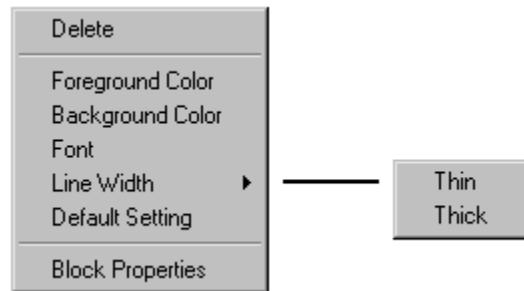 Delete
Foreground Color
Background Color
Font
Line Width
Default Setting
Block Properties
Thin
Thick